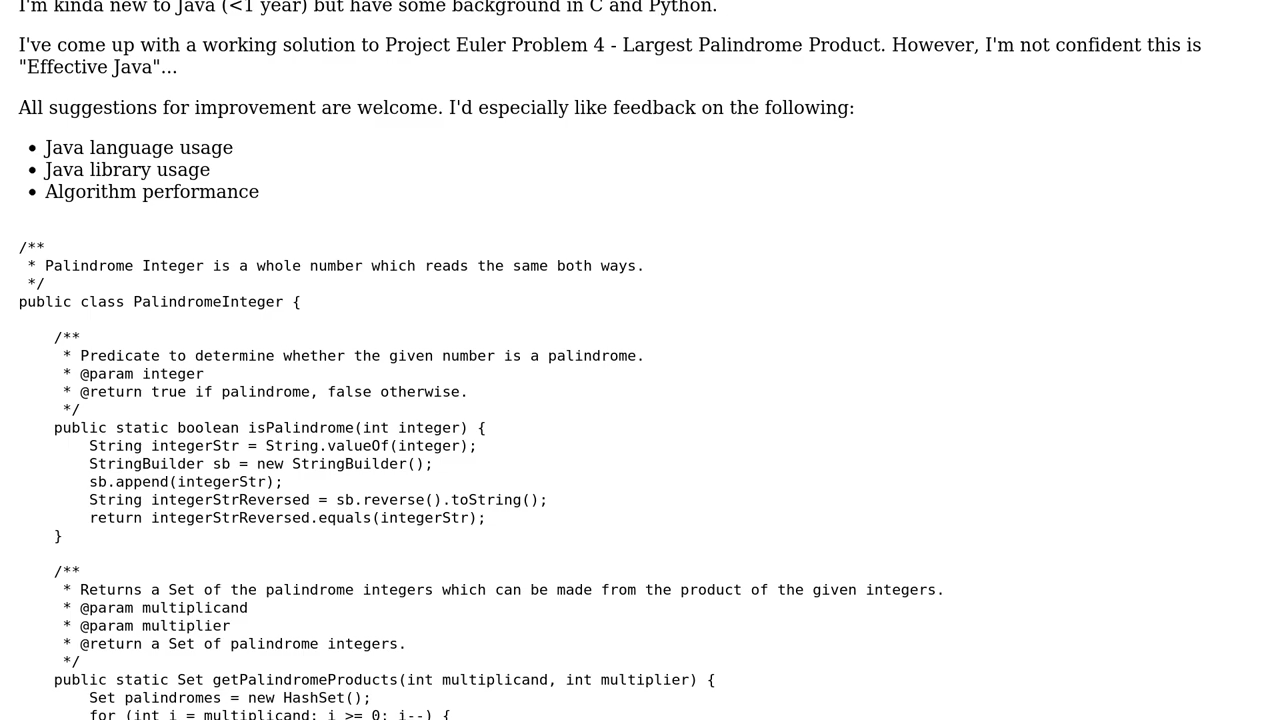 I'm kinda new to Java (<1 year) but have some background in C and Python.
I've come up with a working solution to Project Euler Problem 4 - Largest Palindrome Product. However, I'm not confident this is
"Effective Java"...
All suggestions for improvement are welcome. I'd especially like feedback on the following:
• Java language usage
• Java library usage
• Algorithm performance
/**
 * Palindrome Integer is a whole number which reads the same both ways.
 */
public class PalindromeInteger {
    /**
     * Predicate to determine whether the given number is a palindrome.
     * @param integer
     * @return true if palindrome, false otherwise.
     */
    public static boolean isPalindrome(int integer) {
        String integerStr = String.valueOf(integer);
        StringBuilder sb = new StringBuilder();
        sb.append(integerStr);
        String integerStrReversed = sb.reverse().toString();
        return integerStrReversed.equals(integerStr);
    }
    /**
     * Returns a Set of the palindrome integers which can be made from the product of the given integers.
     * @param multiplicand
     * @param multiplier
     * @return a Set of palindrome integers.
     */
    public static Set getPalindromeProducts(int multiplicand, int multiplier) {
        Set palindromes = new HashSet();
        for (int i = multiplicand; i >= 0; i--) {